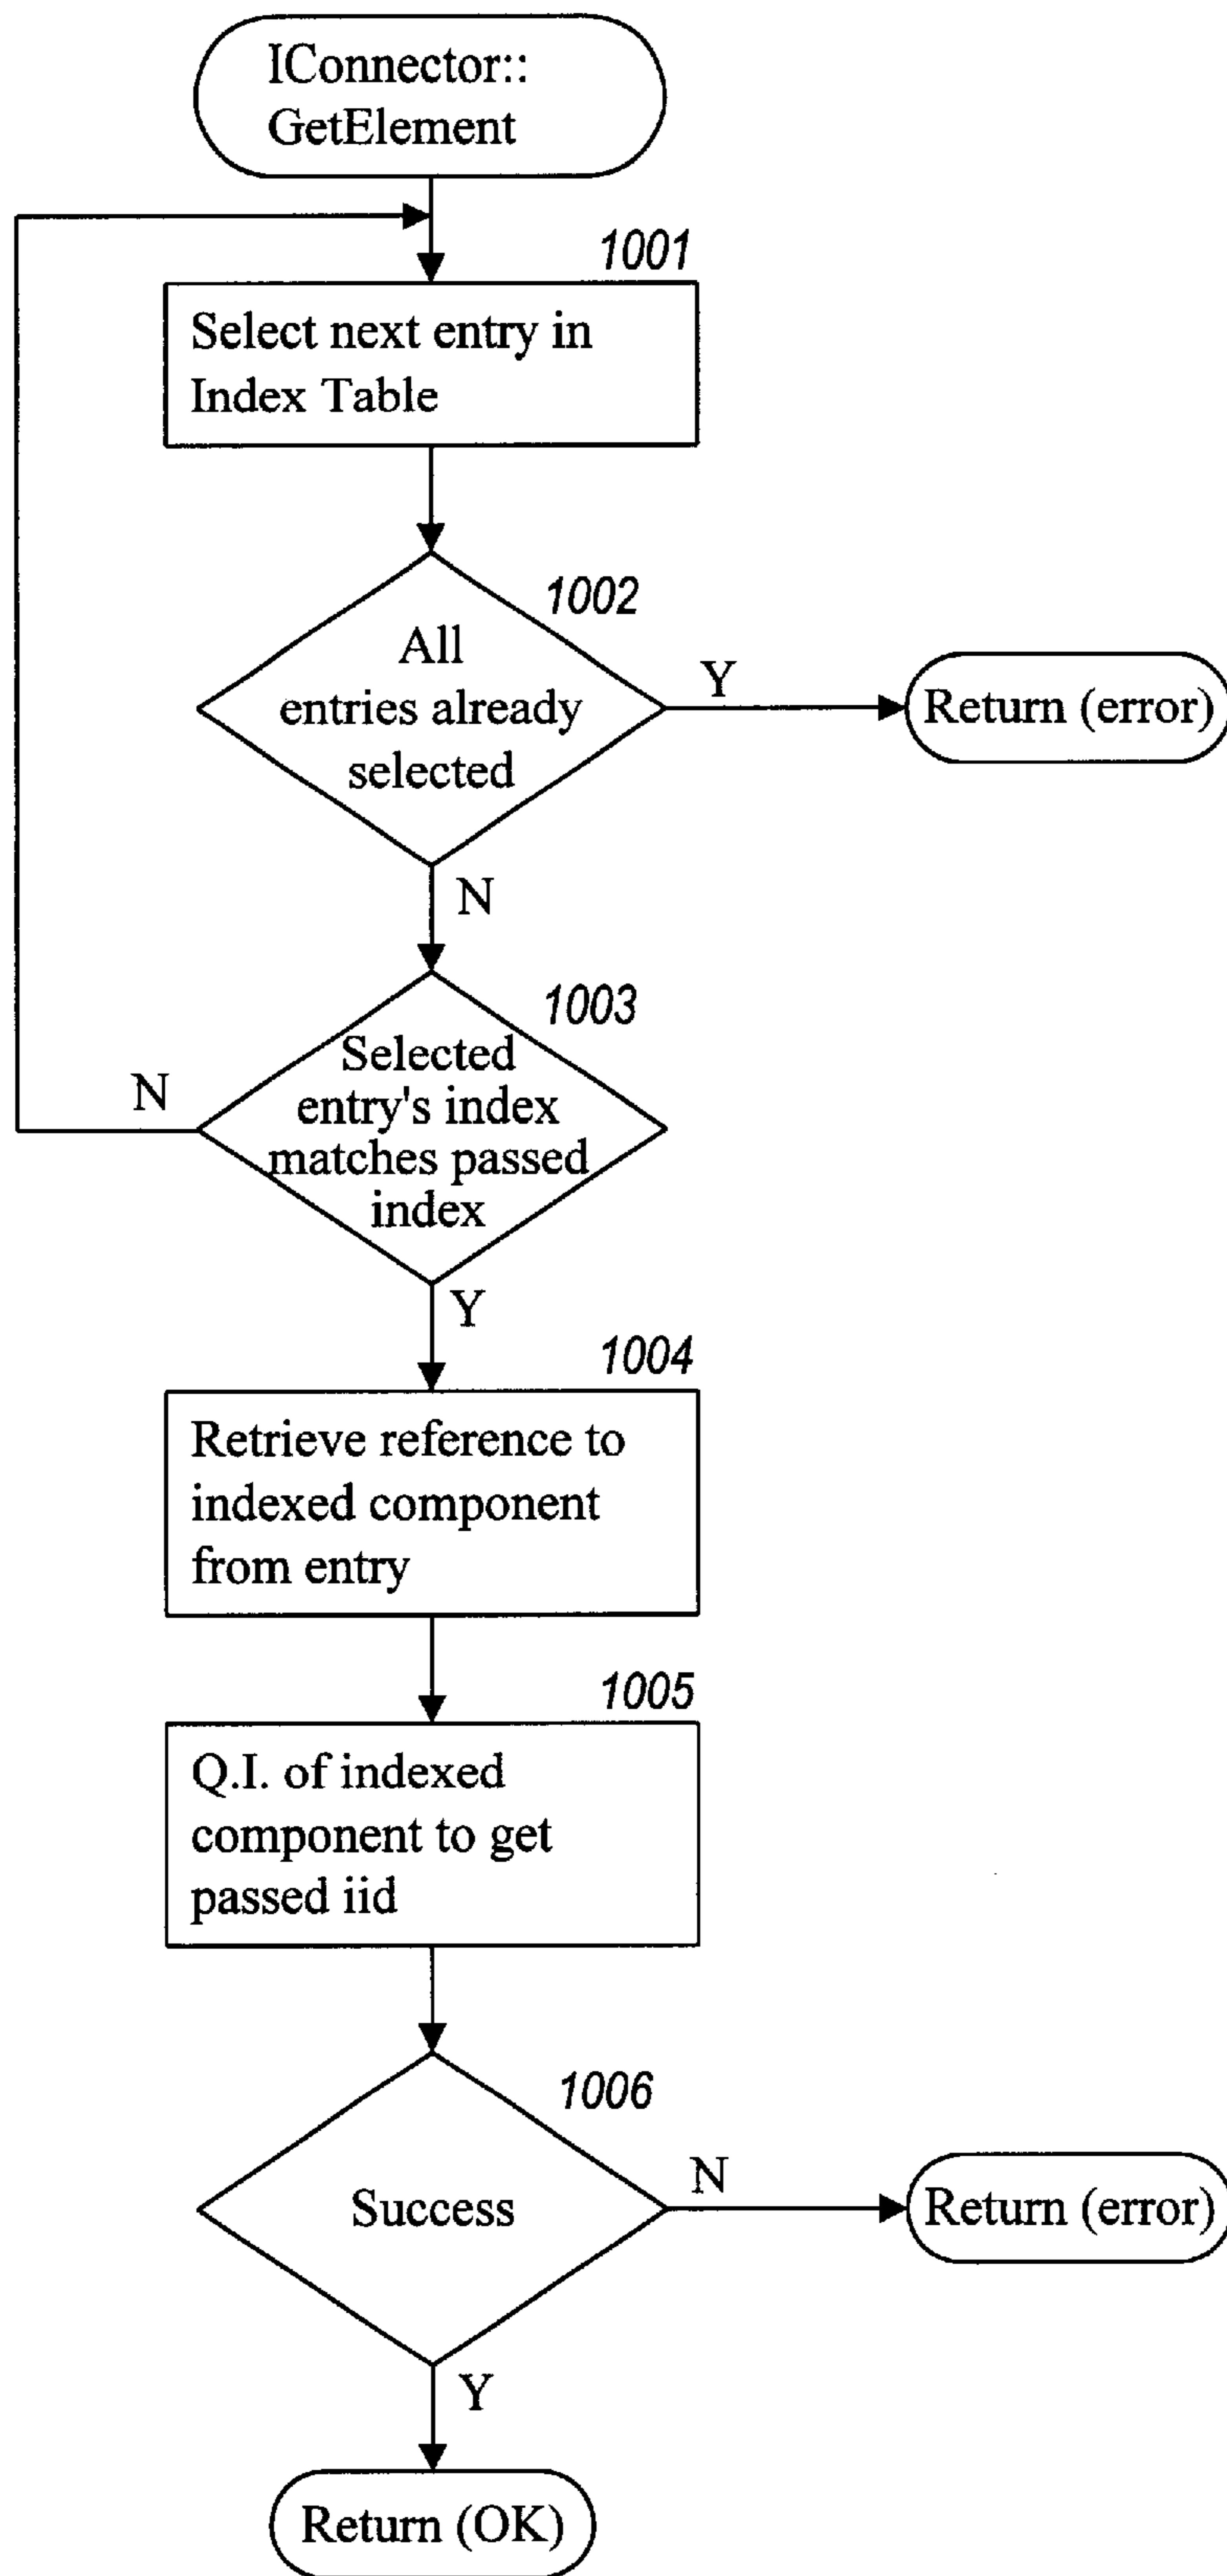 IConnector::
GetElement
1001
Select next entry in
Index Table
1002
All
entries already
selected
Y
Return (error)
N
1003
Selected
entry's index
matches passed
index
N
Y
1004
Retrieve reference to
indexed component
from entry
1005
Q.I. of indexed
component to get
passed iid
1006
Success
N
Return (error)
Y
Return (OK)